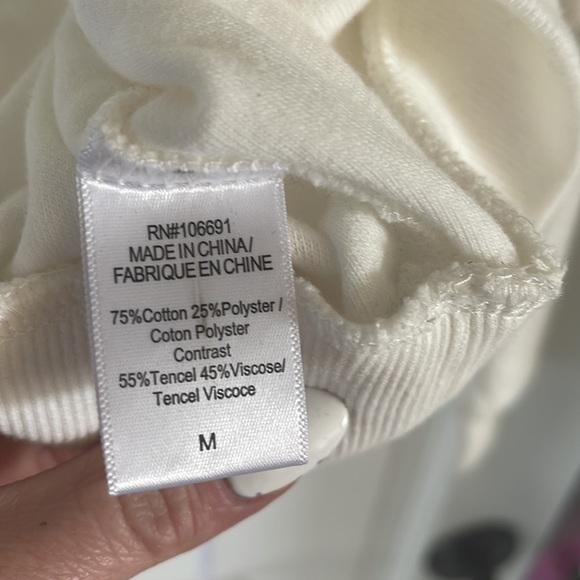 RN#106691
MADE IN CHINA/
FABRIQUE EN CHINE
75%Cotton 25%Polyster /
Coton Polyster
Contrast
55%Tencel 45%Viscose/
Tencel Viscoce
M